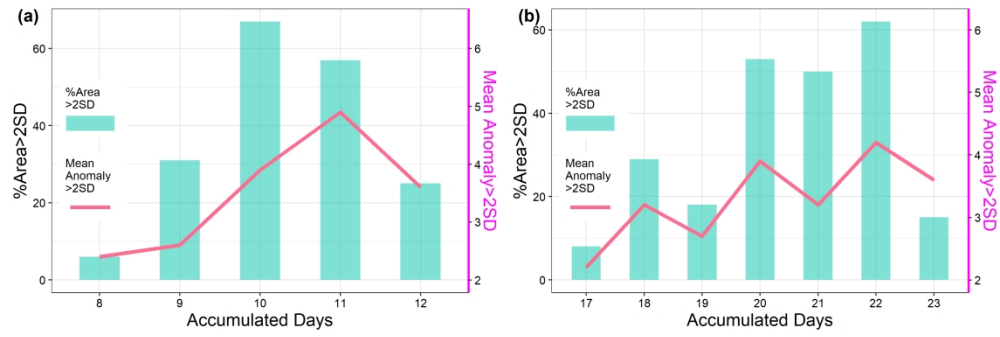 (a)
%Area>2SD
60
40
20
0
%Area
>2SD
Mean
Anomaly
>2SD
8 9 10 11 12
Accumulated Days
6
5
4
3
2
Mean Anomaly>2SD
(b)
%Area>2SD
60
40
20
0
%Area
>2SD
Mean
Anomaly
>2SD
17 18 19 20 21 22 23
Accumulated Days
6
5
4
3
2
Mean Anomaly>2SD